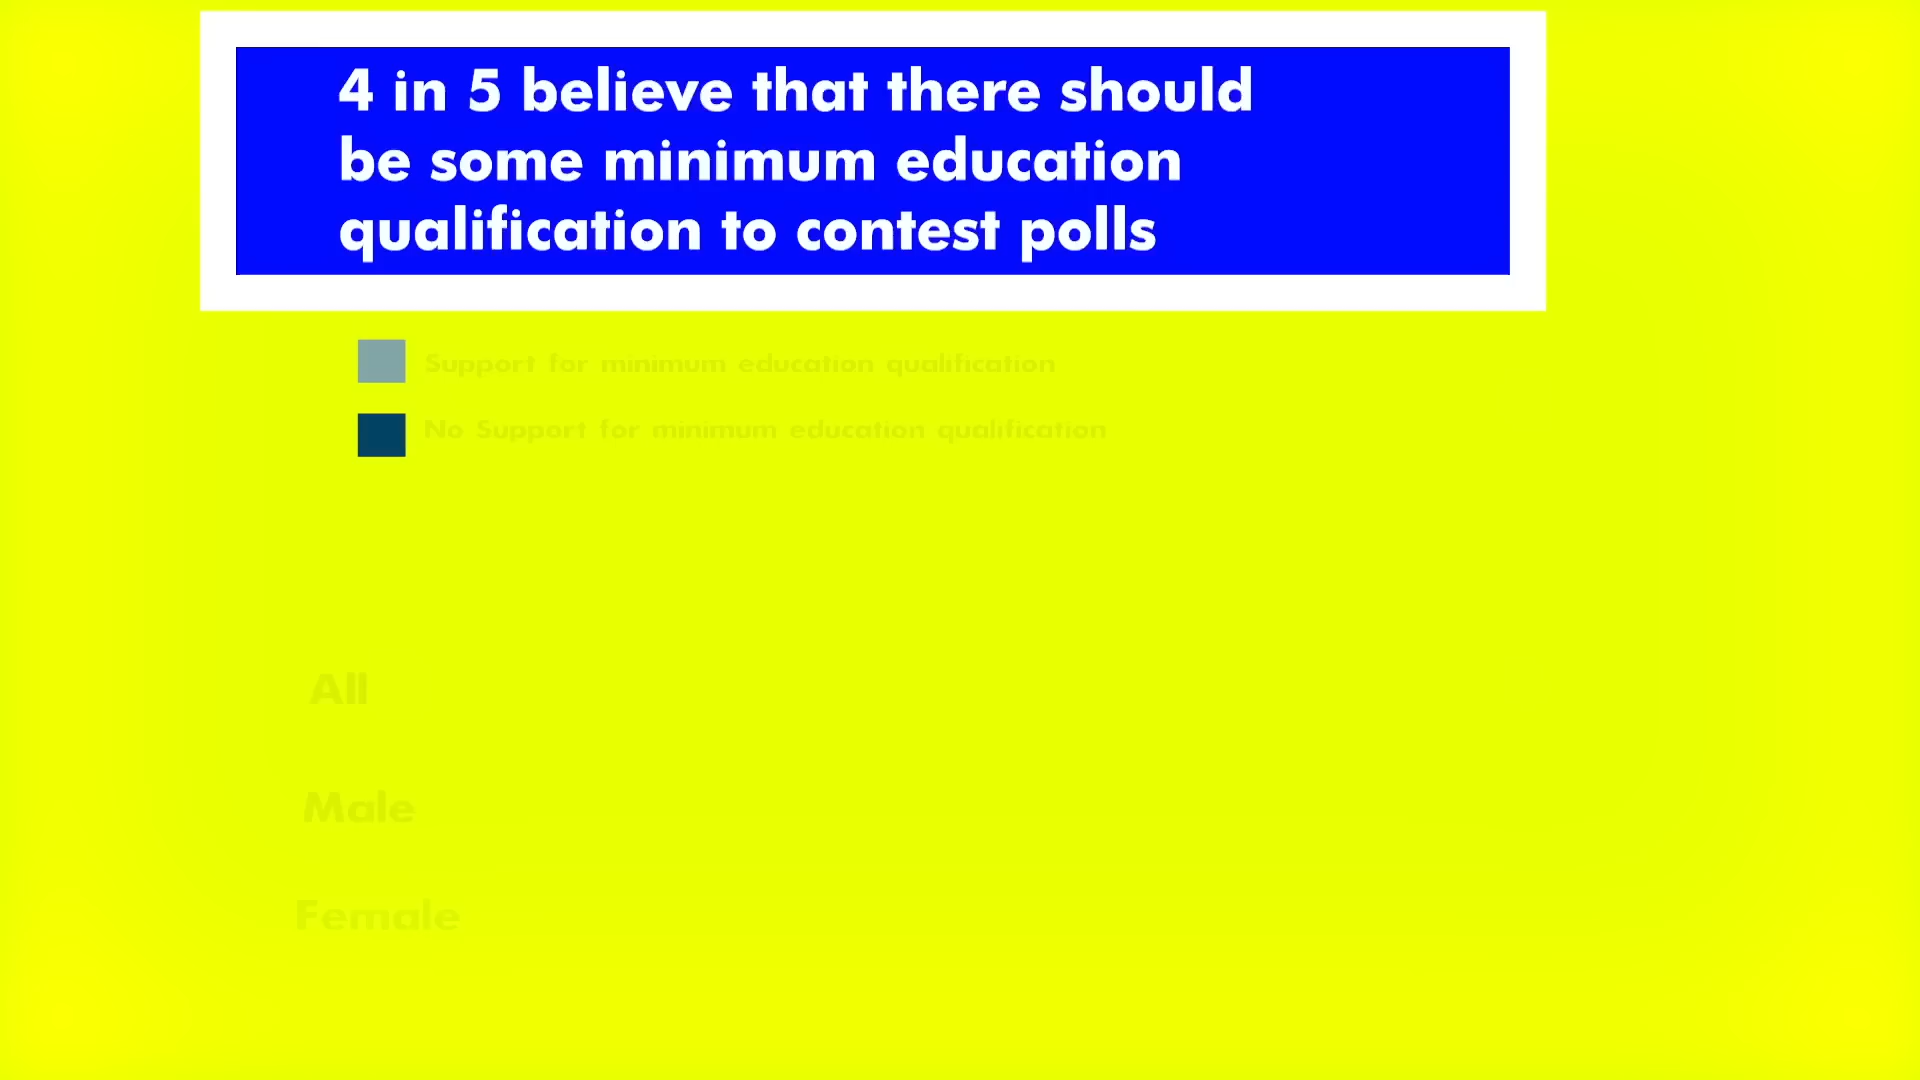 4 in 5 believe that there should
be some minimum education
qualification to contest polls
Support for minimum education qualification
No Support for minimum education qualification
All
Male
Female